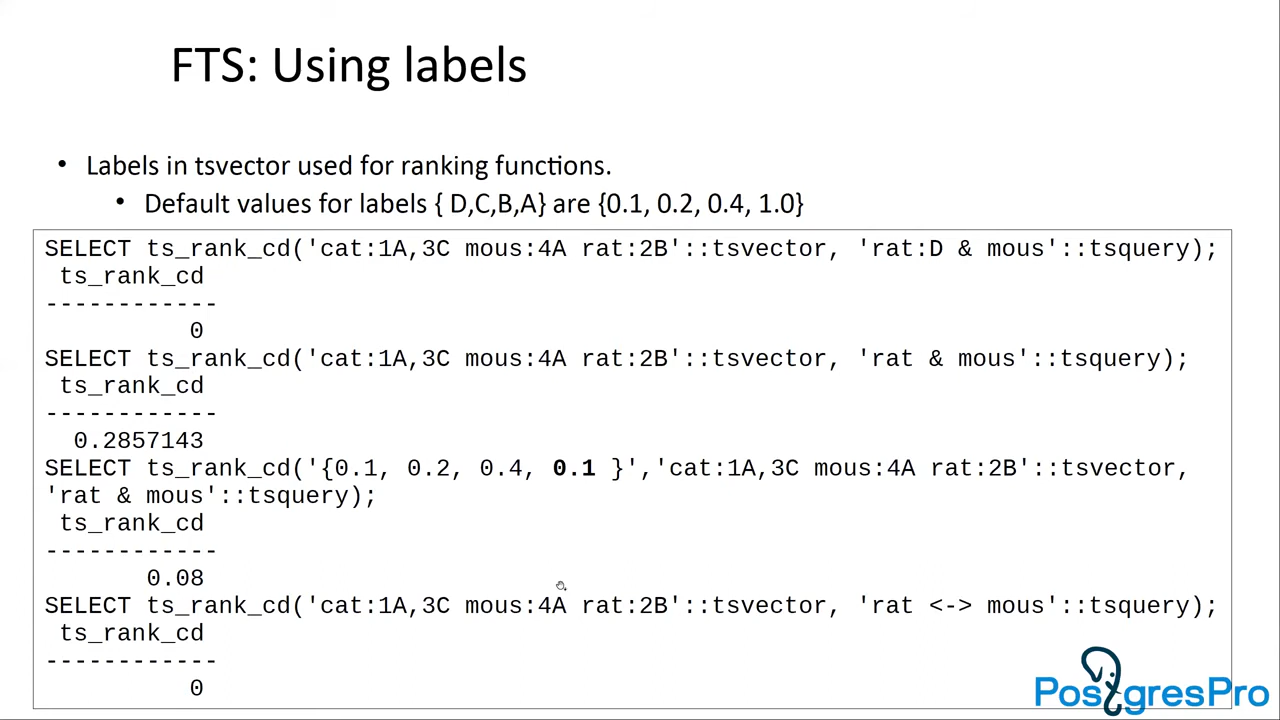 FTS: Using labels
• Labels in tsvector used for ranking functions.
• Default values for labels { D,C,B,A} are {0.1, 0.2, 0.4, 1.0}
SELECT ts_rank_cd('cat:1A,3C mous:4A rat:2B'::tsvector, 'rat:D & mous'::tsquery);
ts_rank_cd
------------
0
SELECT ts_rank_cd('cat:1A,3C mous:4A rat:2B'::tsvector, 'rat & mous'::tsquery);
ts_rank_cd
------------
0.2857143
SELECT ts_rank_cd('{0.1, 0.2, 0.4, 0.1 }','cat:1A,3C mous:4A rat:2B'::tsvector,
'rat & mous'::tsquery);
ts_rank_cd
------------
0.08
SELECT ts_rank_cd('cat:1A,3C mous:4A rat:2B'::tsvector, 'rat <-> mous'::tsquery);
ts_rank_cd
------------
0
PostgresPro